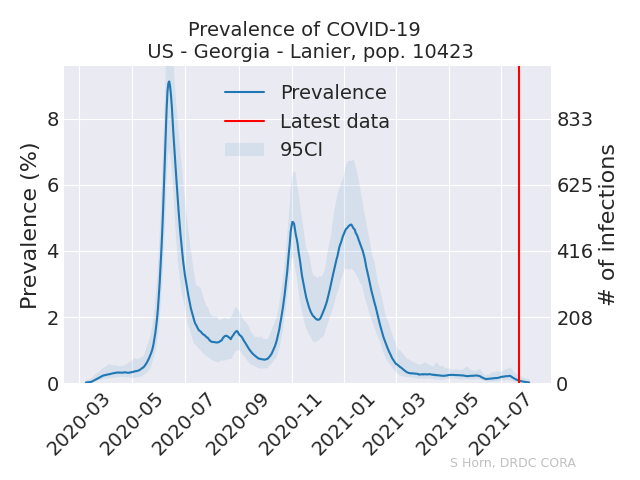 Prevalence of COVID-19
US - Georgia - Lanier, pop. 10423
Prevalence
Latest data
95CI
Prevalence (%)
8
6
4
2
0
833
625
416
208
0
# of infections
2020-03
2020-05
2020-07
2020-09
2020-11
2021-01
2021-03
2021-05
2021-07
S Horn, DRDC CORA